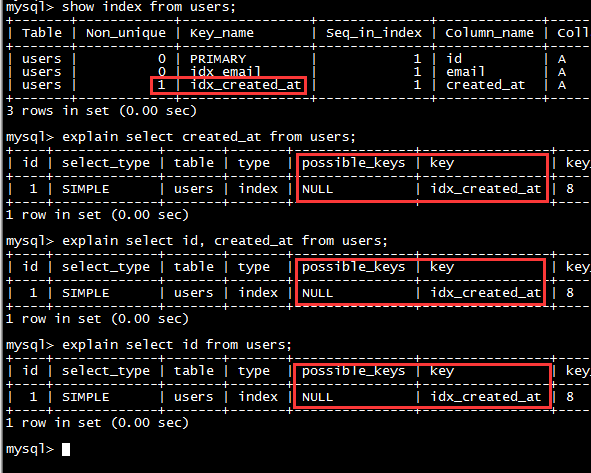 mysql> show index from users;
+-------+------------+----------------+--------------+-------------+-----
| Table | Non_unique | Key_name | Seq_in_index | Column_name | Coll
+-------+------------+----------------+--------------+-------------+-----
| users | 0 | PRIMARY | 1 | id | A
| users | 0 | idx_email | 1 | email | A
| users | 1 | idx_created_at | 1 | created_at | A
+-------+------------+----------------+--------------+-------------+-----
3 rows in set (0.00 sec)
mysql> explain select created_at from users;
+----+-------------+-------+-------+---------------+----------------+----
| id | select_type | table | type | possible_keys | key | key_
+----+-------------+-------+-------+---------------+----------------+----
| 1 | SIMPLE | users | index | NULL | idx_created_at | 8
+----+-------------+-------+-------+---------------+----------------+----
1 row in set (0.00 sec)
mysql> explain select id, created_at from users;
+----+-------------+-------+-------+---------------+----------------+----
| id | select_type | table | type | possible_keys | key | key_
+----+-------------+-------+-------+---------------+----------------+----
| 1 | SIMPLE | users | index | NULL | idx_created_at | 8
+----+-------------+-------+-------+---------------+----------------+----
1 row in set (0.00 sec)
mysql> explain select id from users;
+----+-------------+-------+-------+---------------+----------------+----
| id | select_type | table | type | possible_keys | key | key_
+----+-------------+-------+-------+---------------+----------------+----
| 1 | SIMPLE | users | index | NULL | idx_created_at | 8
+----+-------------+-------+-------+---------------+----------------+----
1 row in set (0.00 sec)
mysql>